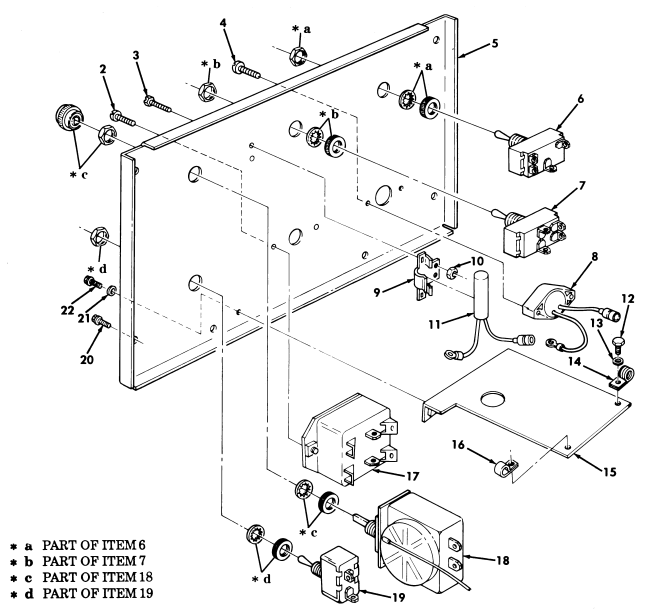 4
* a
5
3
* b
2
* a
6
* b
* c
7
* d
10
8
9
12
22
21
11
13
20
14
16
15
17
* c
18
* d
19
* a PART OF ITEM 6
* b PART OF ITEM 7
* c PART OF ITEM 18
* d PART OF ITEM 19